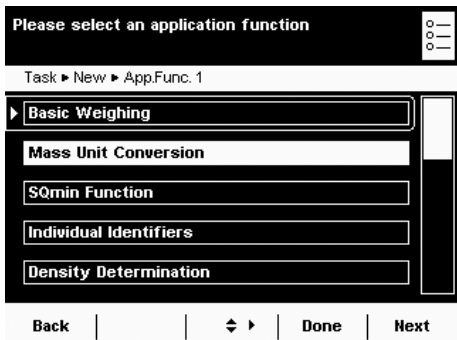 Please select an application function
Task ▸ New ▸ App.Func. 1
Basic Weighing
Mass Unit Conversion
SQmin Function
Individual Identifiers
Density Determination
Back Done Next